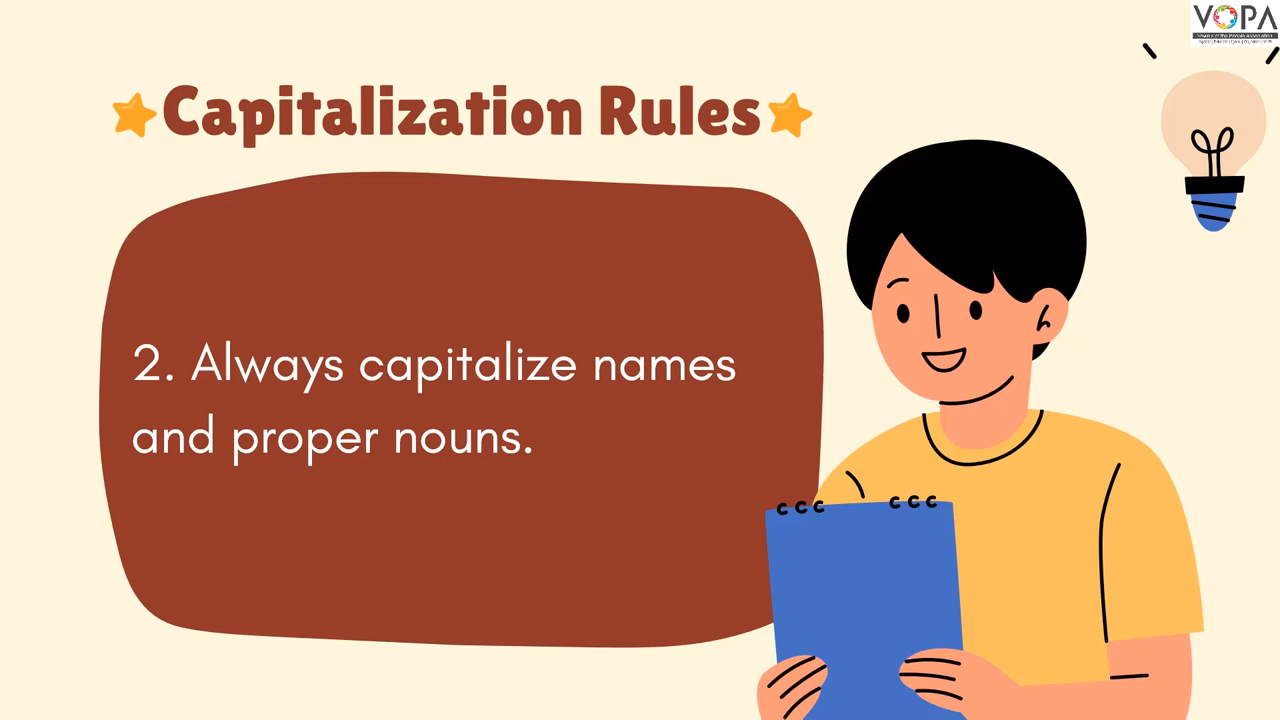 VOPA
Capitalization Rules
2. Always capitalize names
and proper nouns.